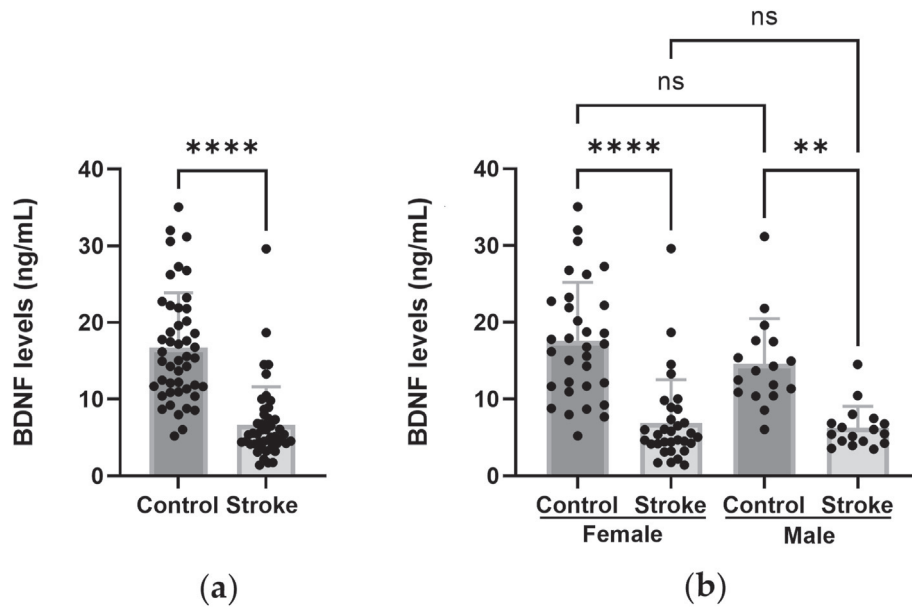 BDNF levels (ng/mL)
40
30
20
10
0
****
Control Stroke
(a)
BDNF levels (ng/mL)
40
30
20
10
0
ns
ns
****
**
Control Stroke Control Stroke
Female Male
(b)